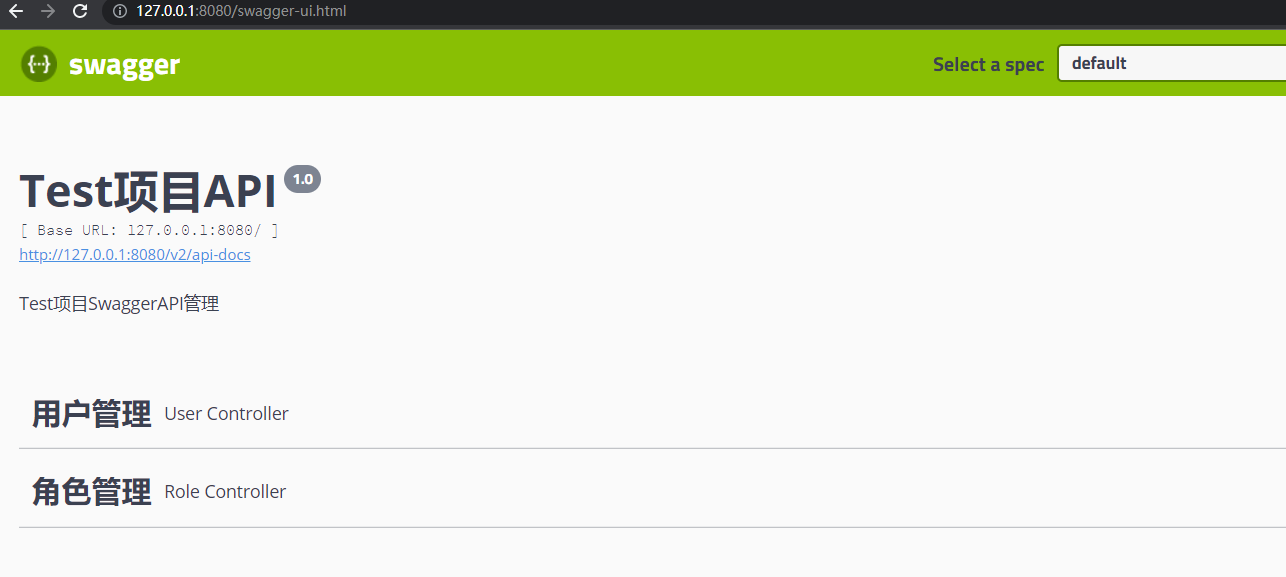 127.0.0.1:8080/swagger-ui.html
swagger Select a spec default
Test项目API 1.0
[ Base URL: 127.0.0.1:8080/ ]
http://127.0.0.1:8080/v2/api-docs
Test项目SwaggerAPI管理
用户管理 User Controller
角色管理 Role Controller